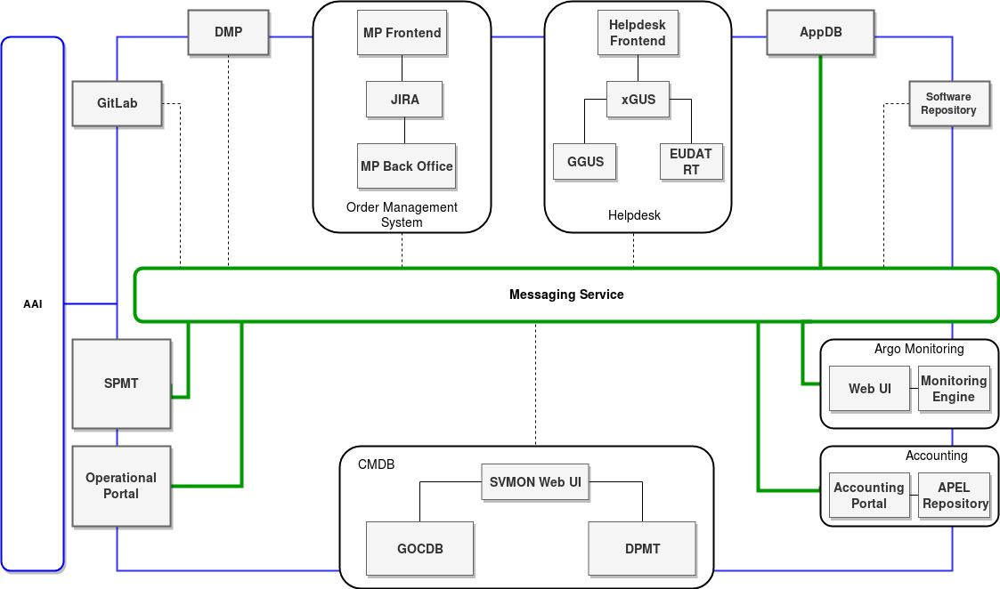 DMP
MP Frontend
Helpdesk
Frontend
AppDB
GitLab
JIRA
xGUS
Software
Repository
MP Back Office
GGUS
EUDAT
RT
Order Management
System
Helpdesk
Messaging Service
AAI
SPMT
Argo Monitoring
Web UI
Monitoring
Engine
Operational
Portal
CMDB
SVMON Web UI
GOCDB
DPMT
Accounting
Accounting
Portal
APEL
Repository